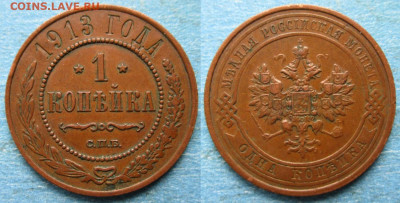 COINS.LAVE.RU
1913 ГОДА
1
КОПѢЙКА
С.П.Б.
МѢДНАЯ РОССІЙСКАЯ МОНЕТА
ОДНА КОПѢЙКА